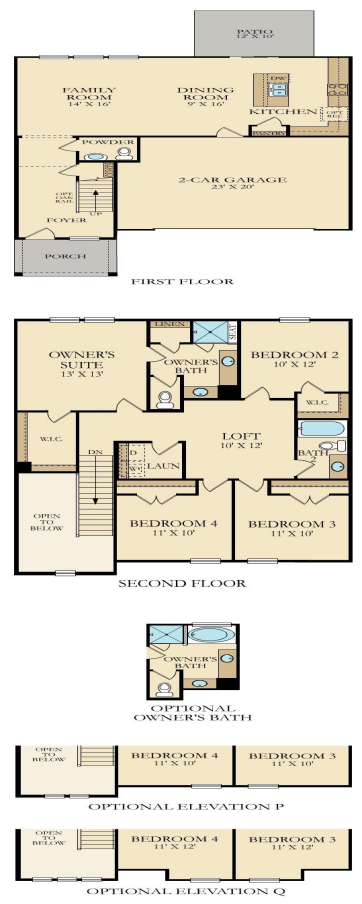 PATIO
12' X 10'
FAMILY
ROOM
14' X 16'
DINING
ROOM
9' X 16'
DW
KITCHEN
OPT.
REF.
PANTRY
POWDER
2-CAR GARAGE
23' X 20'
OPT.
OAK
RAIL
UP
FOYER
PORCH
FIRST FLOOR
LINEN
SEAT
OWNER'S
SUITE
13' X 13'
OWNER'S
BATH
BEDROOM 2
10' X 12'
W.I.C.
W.I.C.
LOFT
10' X 12'
BATH
2
DN
D
W
LAUN
OPEN
TO
BELOW
BEDROOM 4
11' X 10'
BEDROOM 3
11' X 10'
SECOND FLOOR
OWNER'S
BATH
OPTIONAL
OWNER'S BATH
OPEN
TO
BELOW
BEDROOM 4
11' X 10'
BEDROOM 3
11' X 10'
OPTIONAL ELEVATION P
OPEN
TO
BELOW
BEDROOM 4
11' X 12'
BEDROOM 3
11' X 12'
OPTIONAL ELEVATION Q